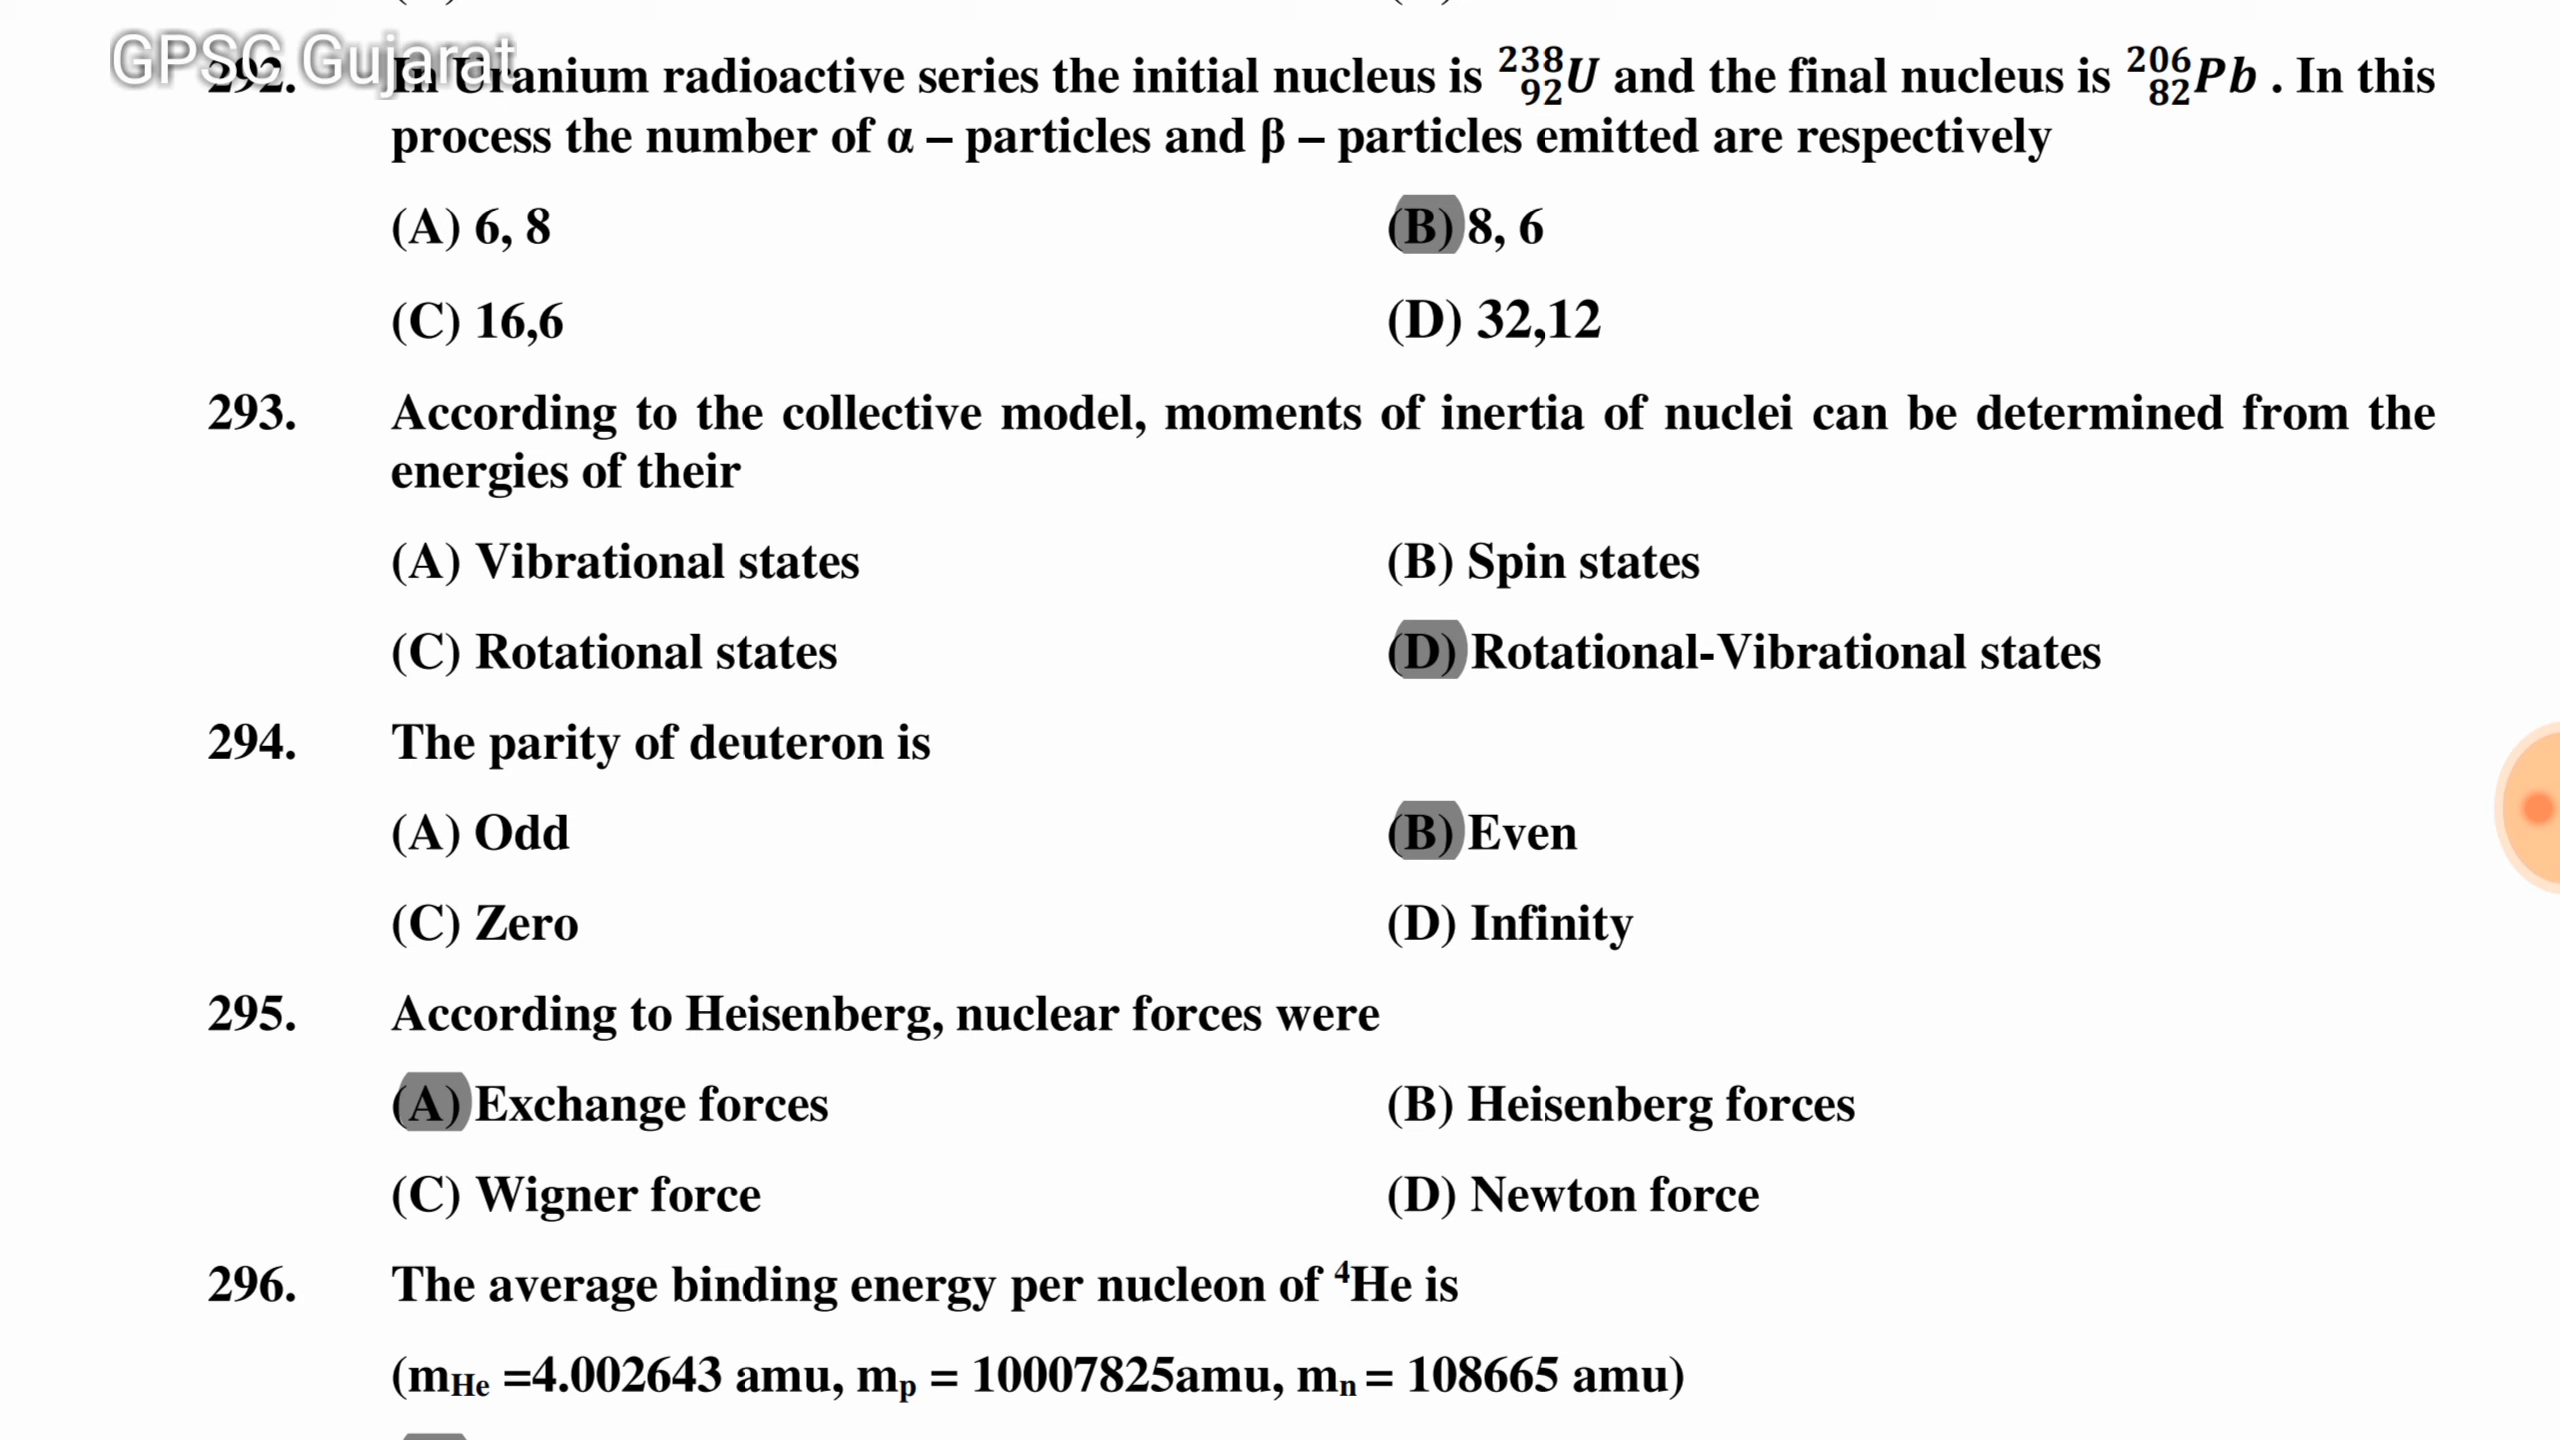 GPSC Gujarat
292. In Uranium radioactive series the initial nucleus is ²³⁸₉₂U and the final nucleus is ²⁰⁶₈₂Pb . In this
process the number of α – particles and β – particles emitted are respectively
(A) 6, 8 (B) 8, 6
(C) 16,6 (D) 32,12
293. According to the collective model, moments of inertia of nuclei can be determined from the
energies of their
(A) Vibrational states (B) Spin states
(C) Rotational states (D) Rotational-Vibrational states
294. The parity of deuteron is
(A) Odd (B) Even
(C) Zero (D) Infinity
295. According to Heisenberg, nuclear forces were
(A) Exchange forces (B) Heisenberg forces
(C) Wigner force (D) Newton force
296. The average binding energy per nucleon of ⁴He is
(mHe =4.002643 amu, mp = 10007825amu, mn = 108665 amu)